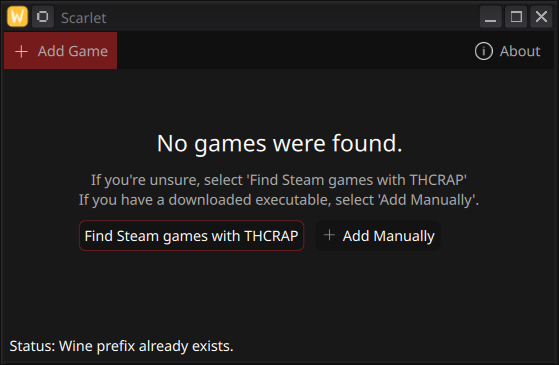 W
Scarlet
+ Add Game
About
No games were found.
If you're unsure, select 'Find Steam games with THCRAP'
If you have a downloaded executable, select 'Add Manually'.
Find Steam games with THCRAP
+ Add Manually
Status: Wine prefix already exists.